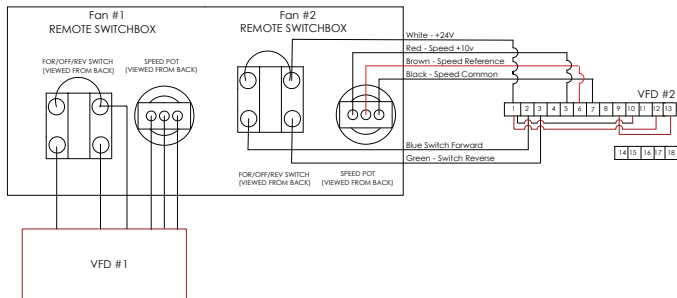 Fan #1
REMOTE SWITCHBOX
Fan #2
REMOTE SWITCHBOX
FOR/OFF/REV SWITCH
(VIEWED FROM BACK)
SPEED POT
(VIEWED FROM BACK)
White - +24V
Red - Speed +10v
Brown - Speed Reference
Black - Speed Common
VFD #2
1 2 3 4 5 6 7 8 9 10 11 12 13
Blue Switch Forward
Green - Switch Reverse
14 15 16 17 18
FOR/OFF/REV SWITCH
(VIEWED FROM BACK)
SPEED POT
(VIEWED FROM BACK)
VFD #1